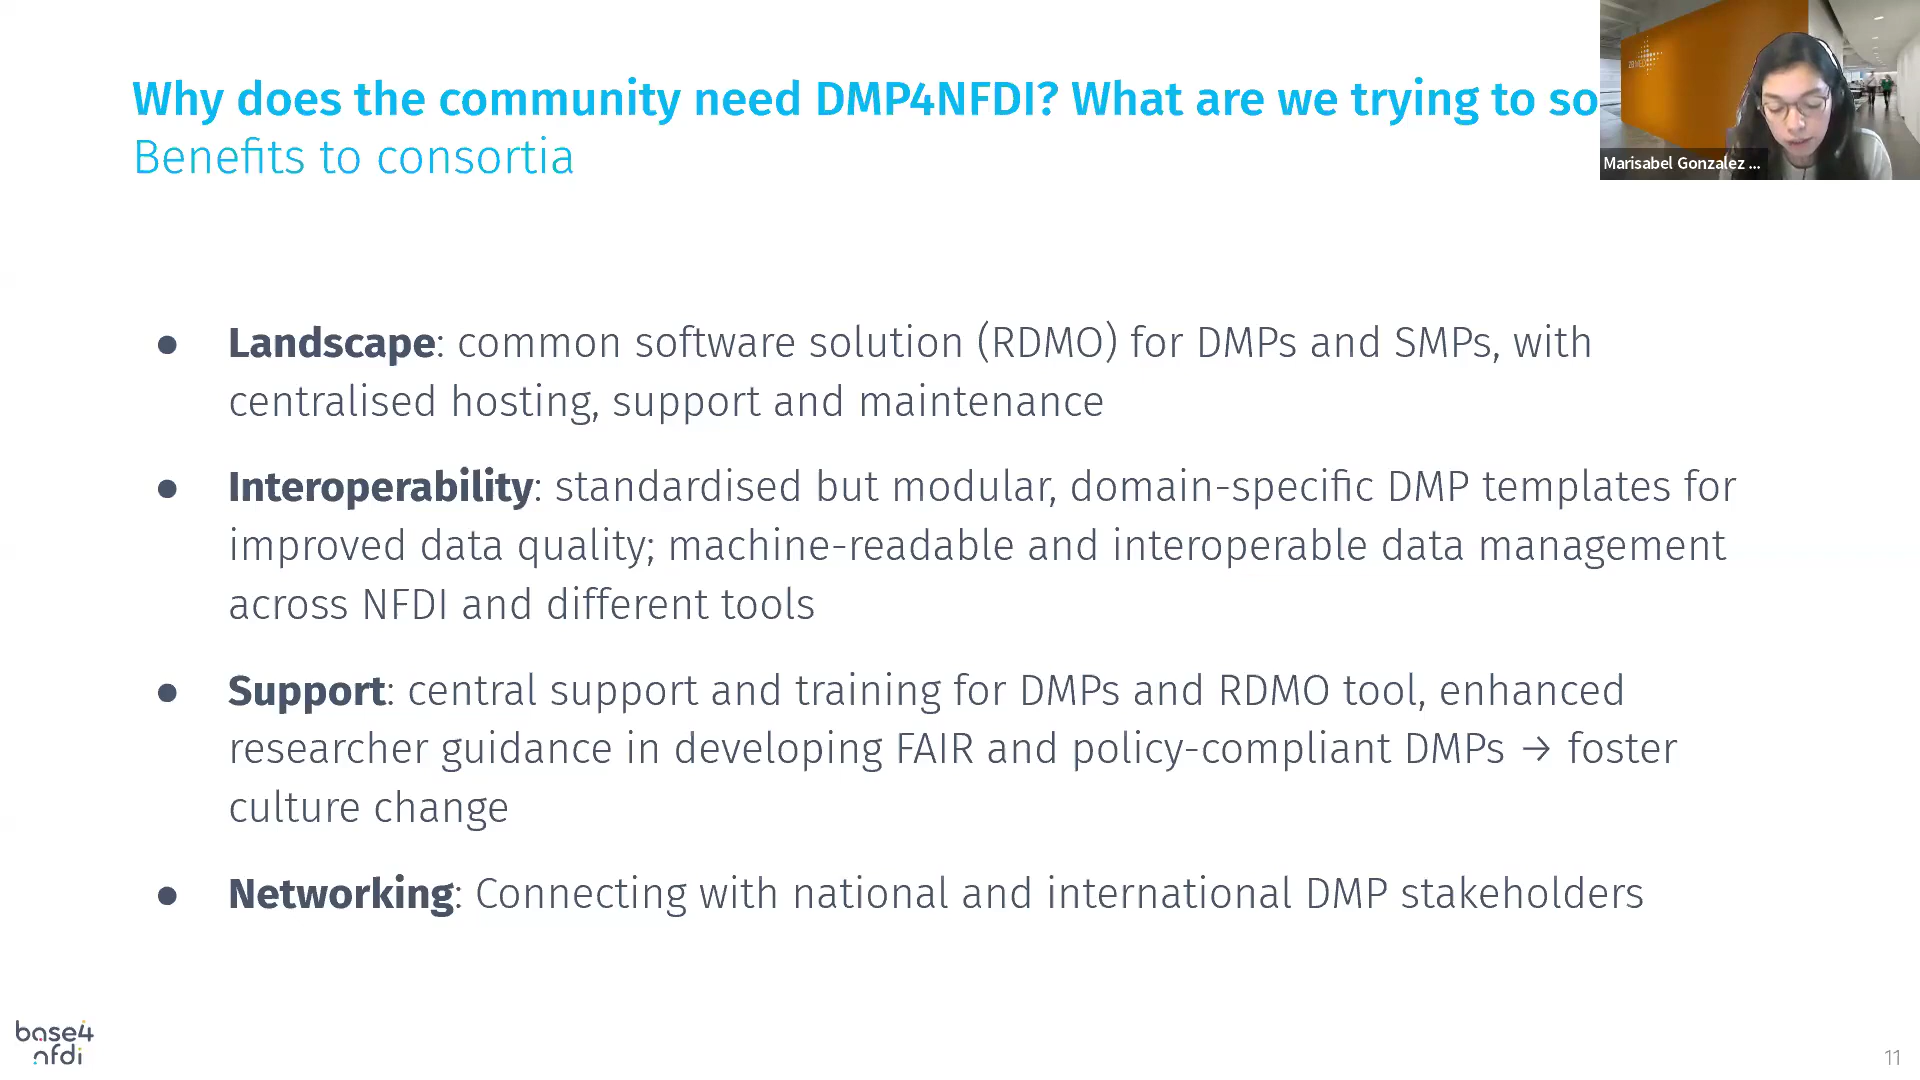 Why does the community need DMP4NFDI? What are we trying to so
Benefits to consortia
Marisabel Gonzalez ...
● Landscape: common software solution (RDMO) for DMPs and SMPs, with
centralised hosting, support and maintenance
● Interoperability: standardised but modular, domain-specific DMP templates for
improved data quality; machine-readable and interoperable data management
across NFDI and different tools
● Support: central support and training for DMPs and RDMO tool, enhanced
researcher guidance in developing FAIR and policy-compliant DMPs → foster
culture change
● Networking: Connecting with national and international DMP stakeholders
base4
nfdi
11